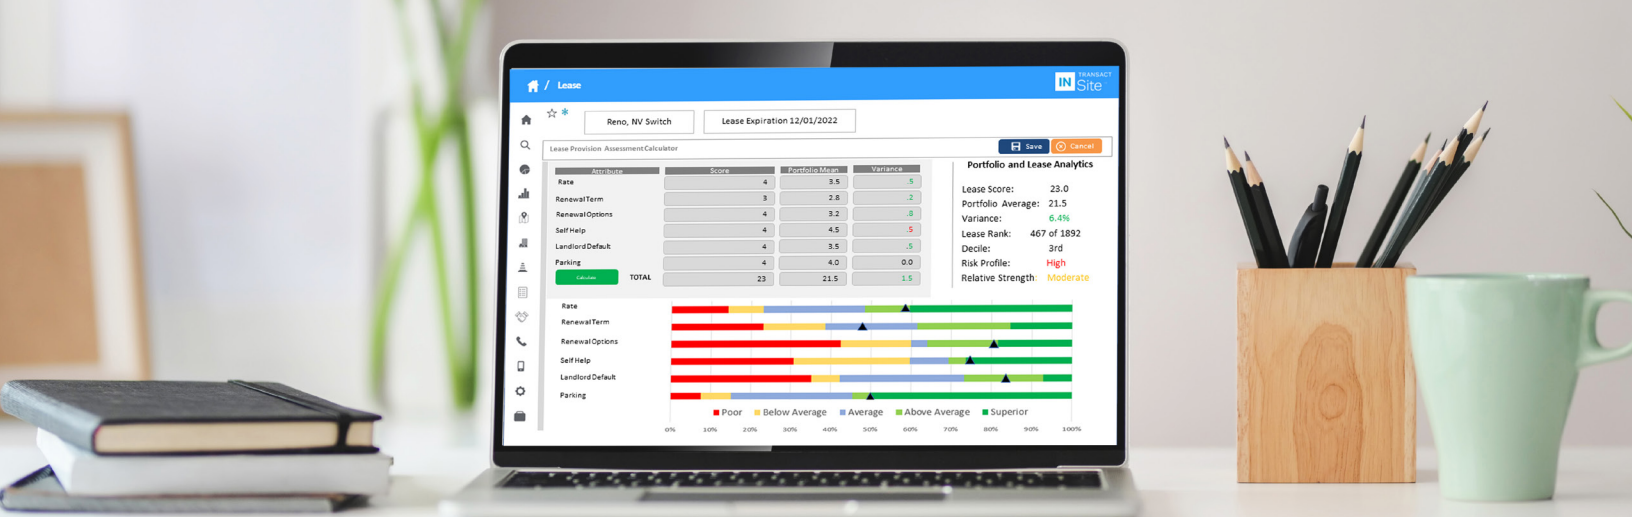 / Lease
IN TRANSACT Site
Reno, NV Switch
Lease Expiration 12/01/2022
Lease Provision Assessment Calculator
Save
Cancel
Attribute Score Portfolio Mean Variance
Rate 4 3.5 .5
Renewal Term 3 2.8 .2
Renewal Options 4 3.2 .8
Self Help 4 4.5 .5
Landlord Default 4 3.5 .5
Parking 4 4.0 0.0
Calculate TOTAL 23 21.5 1.5
Portfolio and Lease Analytics
Lease Score: 23.0
Portfolio Average: 21.5
Variance: 6.4%
Lease Rank: 467 of 1892
Decile: 3rd
Risk Profile: High
Relative Strength: Moderate
Rate
Renewal Term
Renewal Options
Self Help
Landlord Default
Parking
Poor Below Average Average Above Average Superior
0% 10% 20% 30% 40% 50% 60% 70% 80% 90% 100%